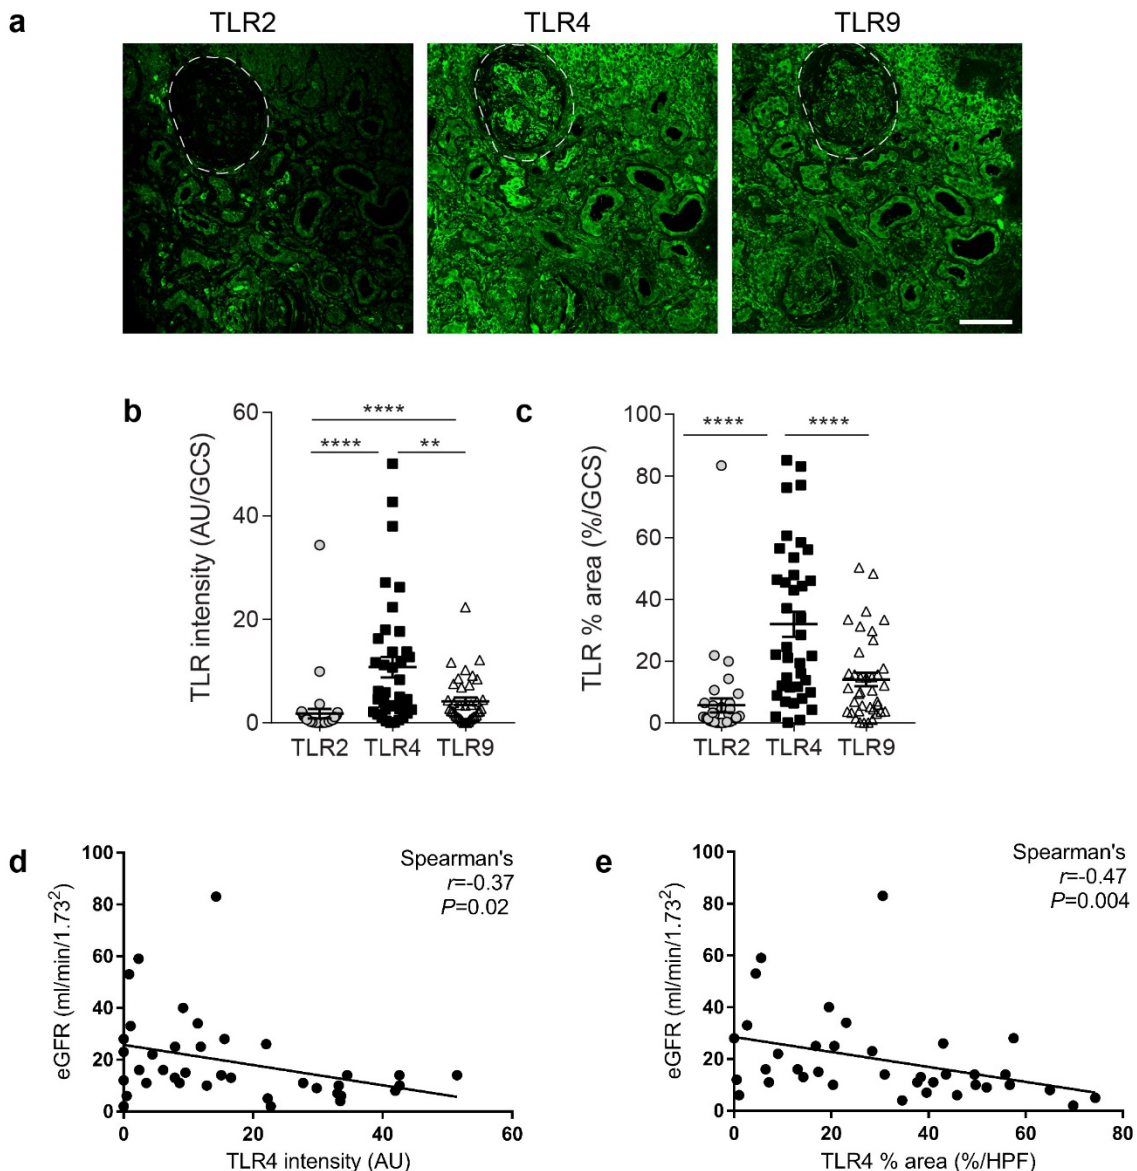 a
TLR2 TLR4 TLR9
b
TLR intensity (AU/GCS)
60
40
20
0
****
**** **
TLR2 TLR4 TLR9
c
TLR % area (%/GCS)
100
80
60
40
20
0
**** ****
TLR2 TLR4 TLR9
d
eGFR (ml/min/1.73²)
100
80
60
40
20
0
Spearman's
r=-0.37
P=0.02
0 20 40 60
TLR4 intensity (AU)
e
eGFR (ml/min/1.73²)
100
80
60
40
20
0
Spearman's
r=-0.47
P=0.004
0 20 40 60 80
TLR4 % area (%/HPF)